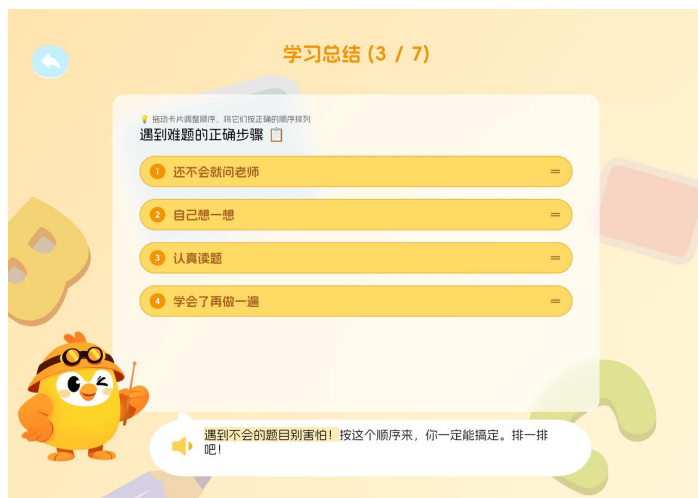 学习总结 (3 / 7)
拖动卡片调整顺序，将它们按正确的顺序排列
遇到难题的正确步骤
1 还不会就问老师
2 自己想一想
3 认真读题
4 学会了再做一遍
遇到不会的题目别害怕！按这个顺序来，你一定能搞定。排一排
吧！